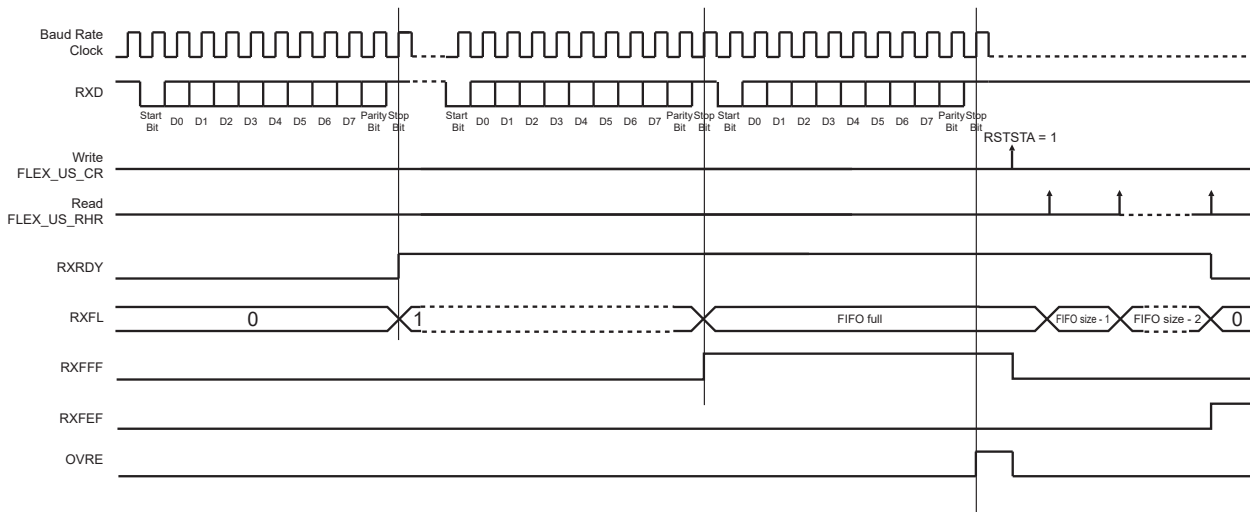 Baud Rate
Clock
RXD
Start
Bit
D0 D1 D2 D3 D4 D5 D6 D7
Parity
Bit
Stop
Bit
Start
Bit
D0 D1 D2 D3 D4 D5 D6 D7
Parity
Bit
Stop
Bit
Start
Bit
D0 D1 D2 D3 D4 D5 D6 D7
Parity
Bit
Stop
Bit
RSTSTA = 1
Write
FLEX_US_CR
Read
FLEX_US_RHR
RXRDY
RXFL
0
1
FIFO full
FIFO size - 1
FIFO size - 2
0
RXFFF
RXFEF
OVRE